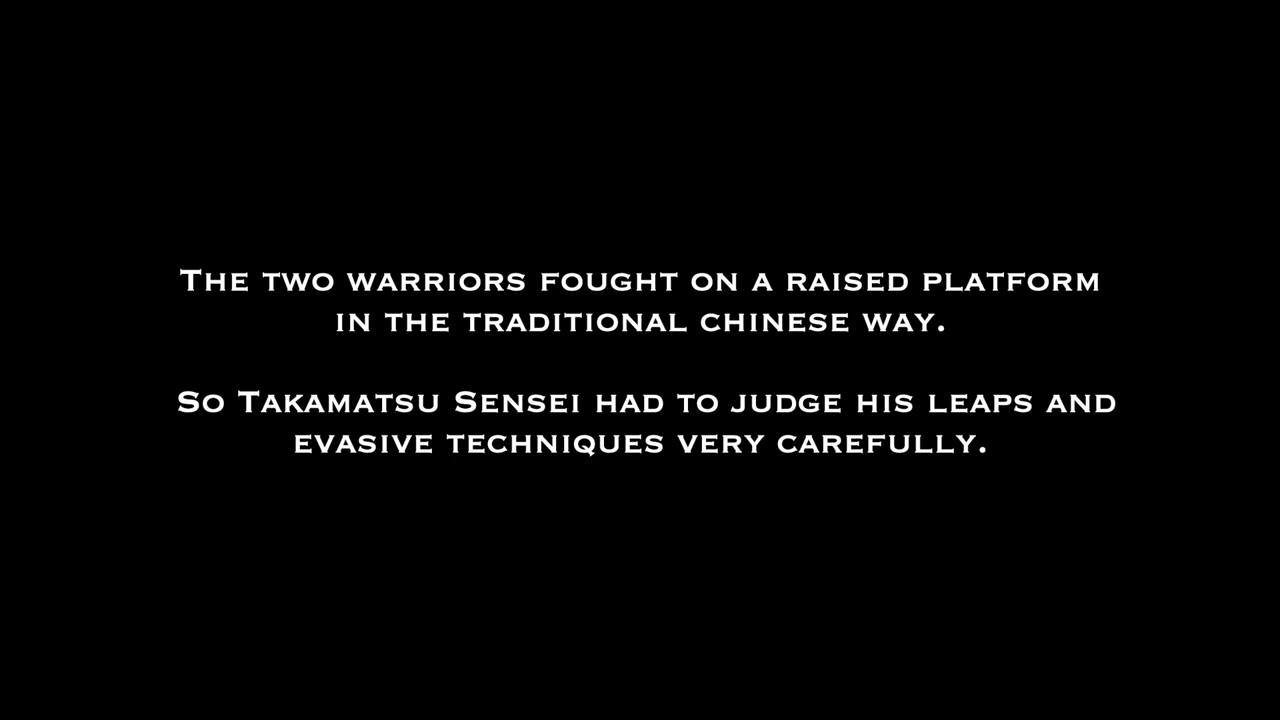 The two warriors fought on a raised platform
in the traditional Chinese way.
So Takamatsu Sensei had to judge his leaps and
evasive techniques very carefully.